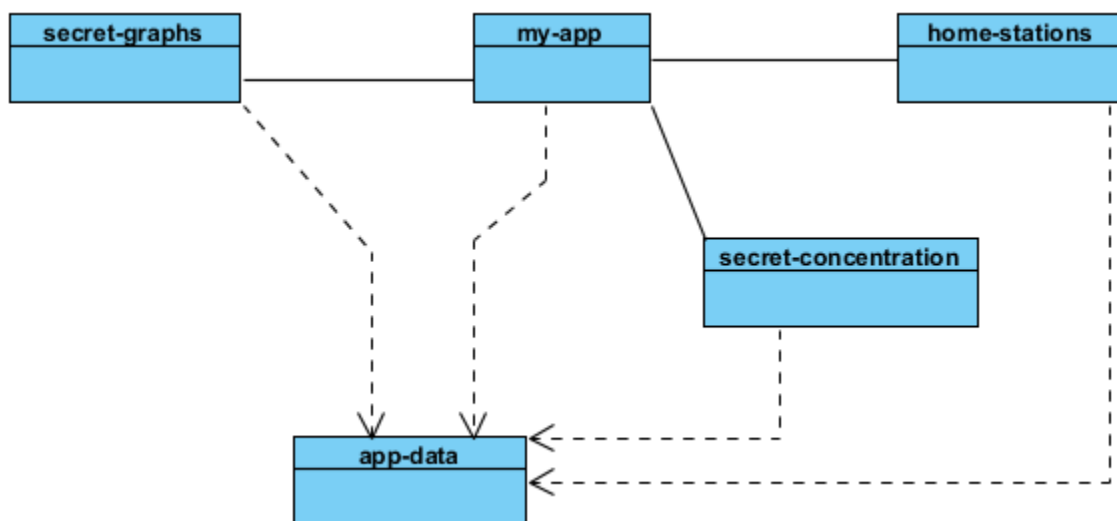 secret-graphs
my-app
home-stations
secret-concentration
app-data